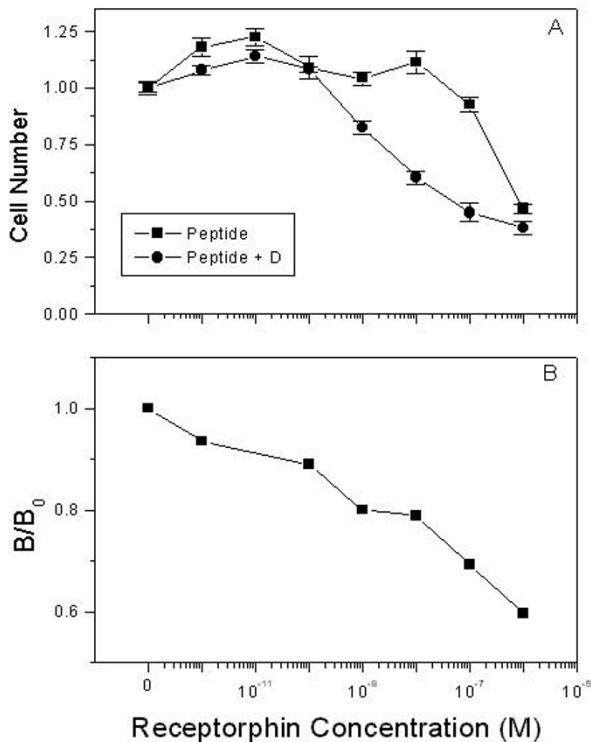 A
1.25
1.00
0.75
0.50
0.25
0.00
Cell Number
Peptide
Peptide + D
B
1.0
0.8
0.6
B/B₀
0 10⁻¹¹ 10⁻⁹ 10⁻⁷ 10⁻⁵
Receptorphin Concentration (M)